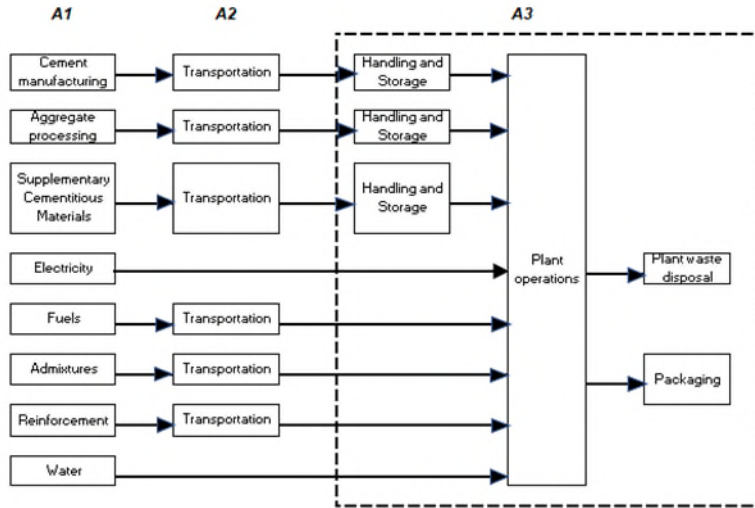 A1 A2 A3
Cement
manufacturing
Transportation
Handling and
Storage
Aggregate
processing
Transportation
Handling and
Storage
Supplementary
Cementitious
Materials
Transportation
Handling and
Storage
Electricity
Plant
operations
Plant waste
disposal
Fuels
Transportation
Admixtures
Transportation
Packaging
Reinforcement
Transportation
Water